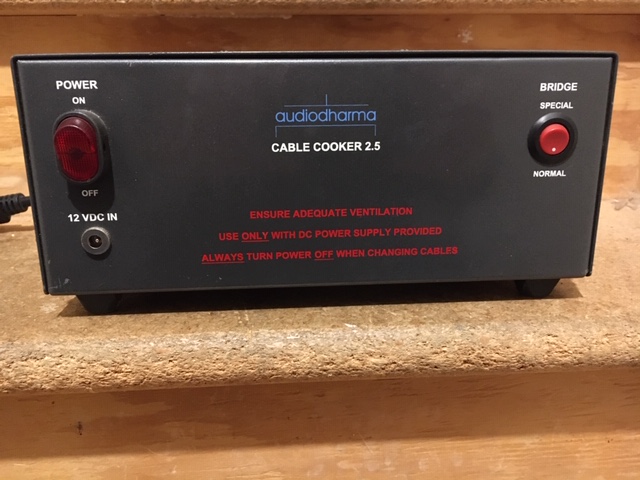 POWER
ON
OFF
12 VDC IN
audiodharma
CABLE COOKER 2.5
BRIDGE
SPECIAL
NORMAL
ENSURE ADEQUATE VENTILATION
USE ONLY WITH DC POWER SUPPLY PROVIDED
ALWAYS TURN POWER OFF WHEN CHANGING CABLES